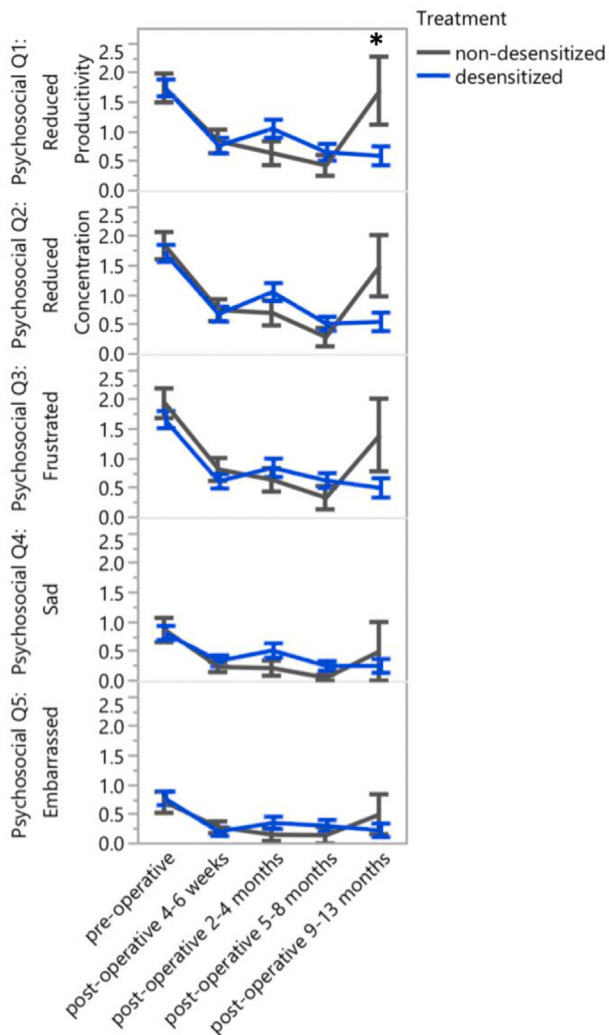 Treatment
non-desensitized
desensitized
*
Psychosocial Q1:
Reduced
Producitivity
2.5
2.0
1.5
1.0
0.5
0.0
Psychosocial Q2:
Reduced
Concentration
2.5
2.0
1.5
1.0
0.5
0.0
Psychosocial Q3:
Frustrated
2.5
2.0
1.5
1.0
0.5
0.0
Psychosocial Q4:
Sad
2.5
2.0
1.5
1.0
0.5
0.0
Psychosocial Q5:
Embarrassed
2.5
2.0
1.5
1.0
0.5
0.0
pre-operative
post-operative 4-6 weeks
post-operative 2-4 months
post-operative 5-8 months
post-operative 9-13 months